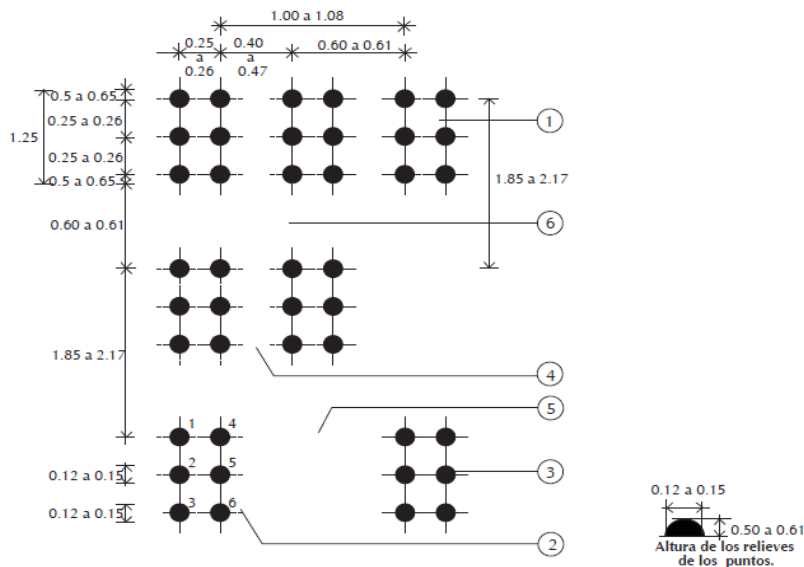 1.00 a 1.08
0.25
a
0.26
0.40
a
0.47
0.60 a 0.61
0.5 a 0.65
0.25 a 0.26
1.25
0.25 a 0.26
0.5 a 0.65
0.60 a 0.61
1
1.85 a 2.17
6
1.85 a 2.17
4
5
1 4
2 5
3 6
0.12 a 0.15
0.12 a 0.15
3
2
0.12 a 0.15
0.50 a 0.61
Altura de los relieves
de los puntos.